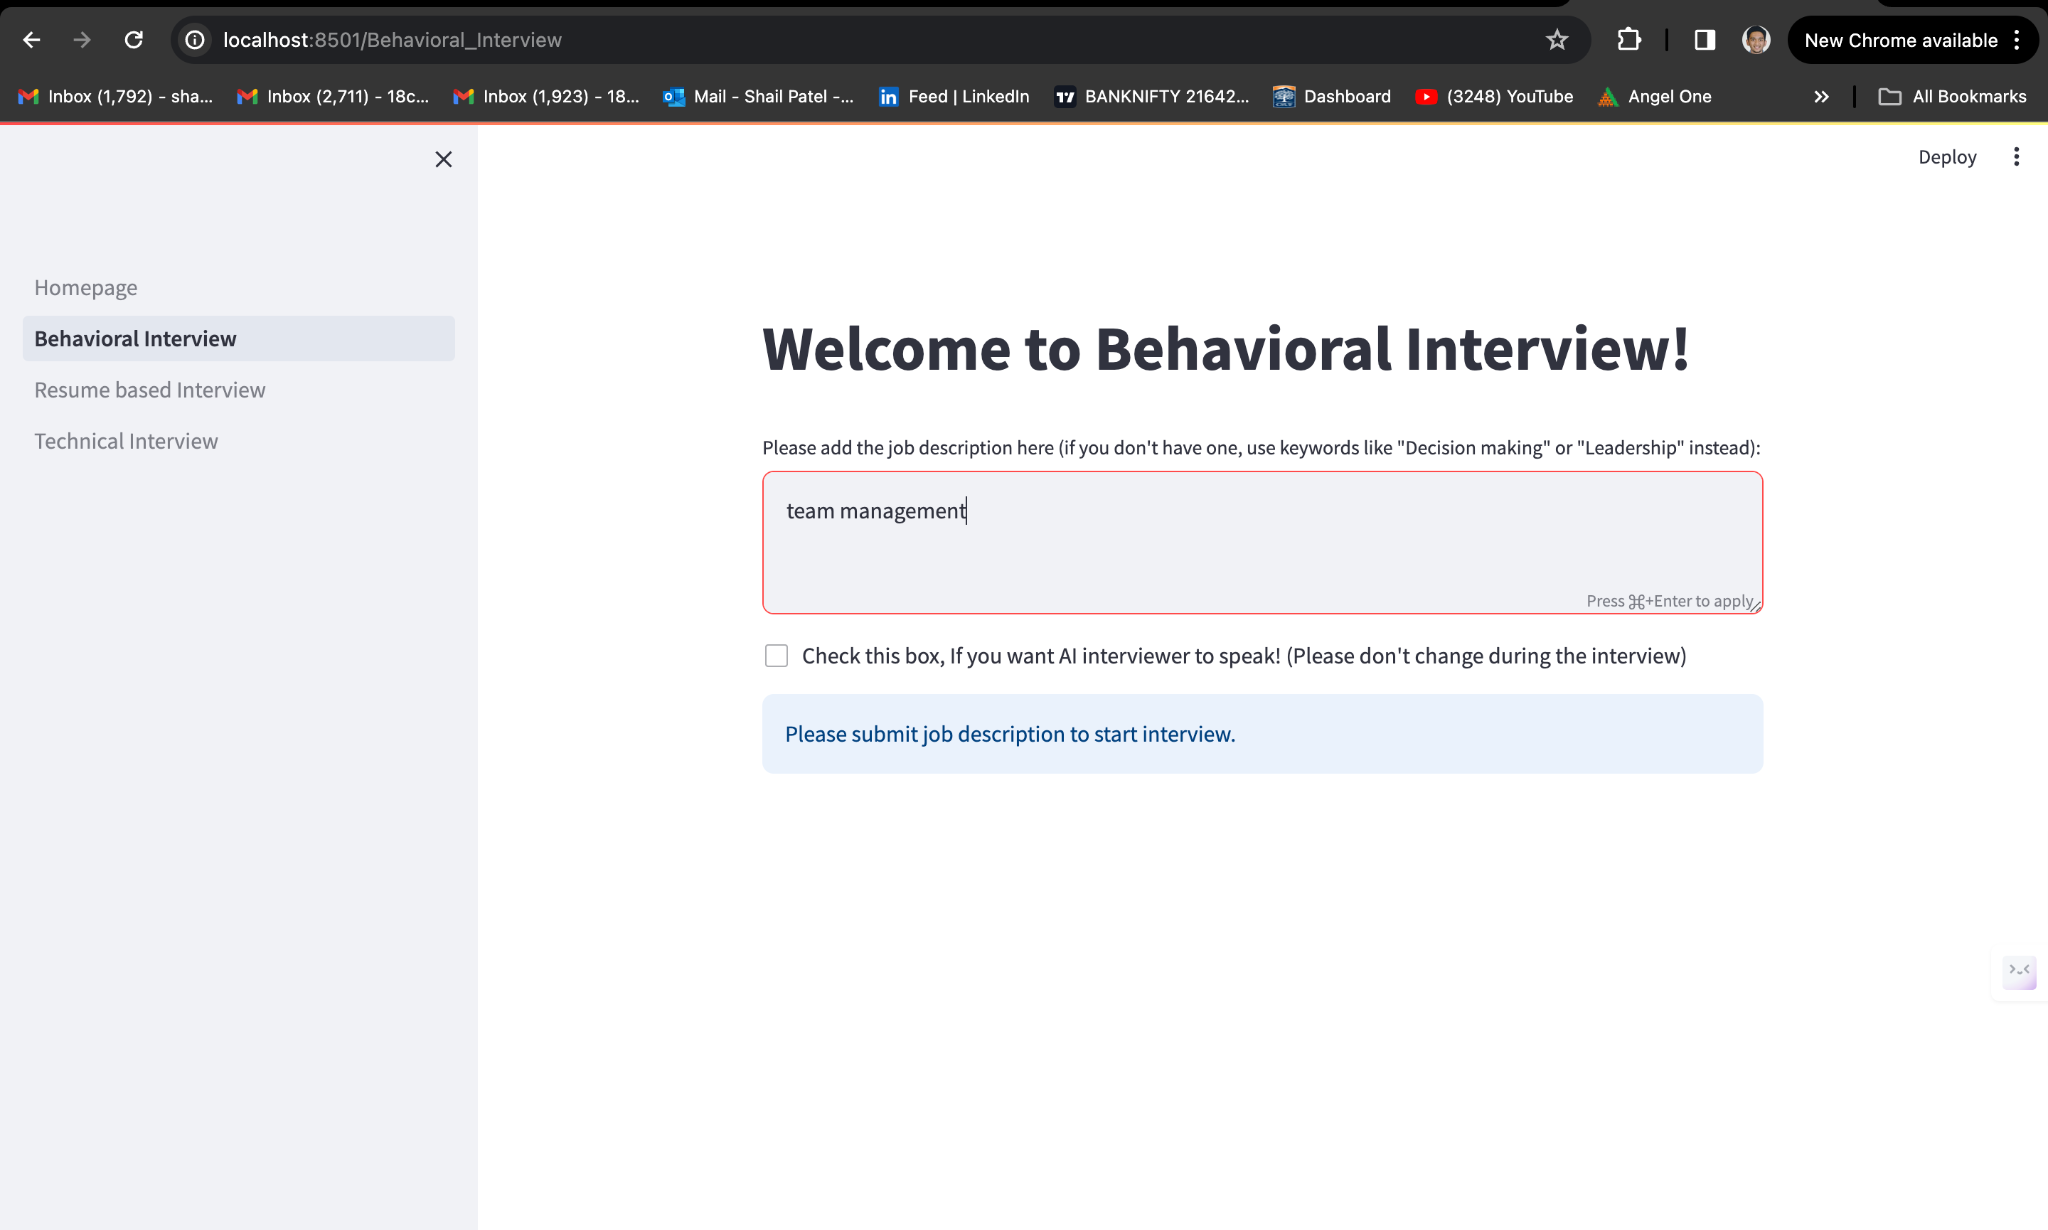 localhost:8501/Behavioral_Interview
New Chrome available
Inbox (1,792) - sha...
Inbox (2,711) - 18c...
Inbox (1,923) - 18...
Mail - Shail Patel -...
Feed | LinkedIn
BANKNIFTY 21642...
Dashboard
(3248) YouTube
Angel One
All Bookmarks
Deploy
Homepage
Behavioral Interview
Resume based Interview
Technical Interview
Welcome to Behavioral Interview!
Please add the job description here (if you don't have one, use keywords like "Decision making" or "Leadership" instead):
team management
Press ⌘+Enter to apply
Check this box, If you want AI interviewer to speak! (Please don't change during the interview)
Please submit job description to start interview.